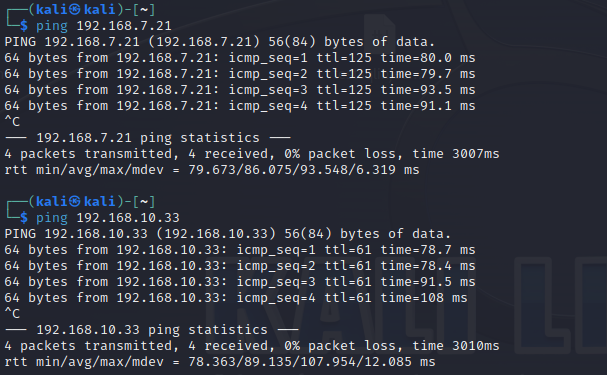 ┌──(kali㉿kali)-[~]
└─$ ping 192.168.7.21
PING 192.168.7.21 (192.168.7.21) 56(84) bytes of data.
64 bytes from 192.168.7.21: icmp_seq=1 ttl=125 time=80.0 ms
64 bytes from 192.168.7.21: icmp_seq=2 ttl=125 time=79.7 ms
64 bytes from 192.168.7.21: icmp_seq=3 ttl=125 time=93.5 ms
64 bytes from 192.168.7.21: icmp_seq=4 ttl=125 time=91.1 ms
^C
--- 192.168.7.21 ping statistics ---
4 packets transmitted, 4 received, 0% packet loss, time 3007ms
rtt min/avg/max/mdev = 79.673/86.075/93.548/6.319 ms
┌──(kali㉿kali)-[~]
└─$ ping 192.168.10.33
PING 192.168.10.33 (192.168.10.33) 56(84) bytes of data.
64 bytes from 192.168.10.33: icmp_seq=1 ttl=61 time=78.7 ms
64 bytes from 192.168.10.33: icmp_seq=2 ttl=61 time=78.4 ms
64 bytes from 192.168.10.33: icmp_seq=3 ttl=61 time=91.5 ms
64 bytes from 192.168.10.33: icmp_seq=4 ttl=61 time=108 ms
^C
--- 192.168.10.33 ping statistics ---
4 packets transmitted, 4 received, 0% packet loss, time 3010ms
rtt min/avg/max/mdev = 78.363/89.135/107.954/12.085 ms